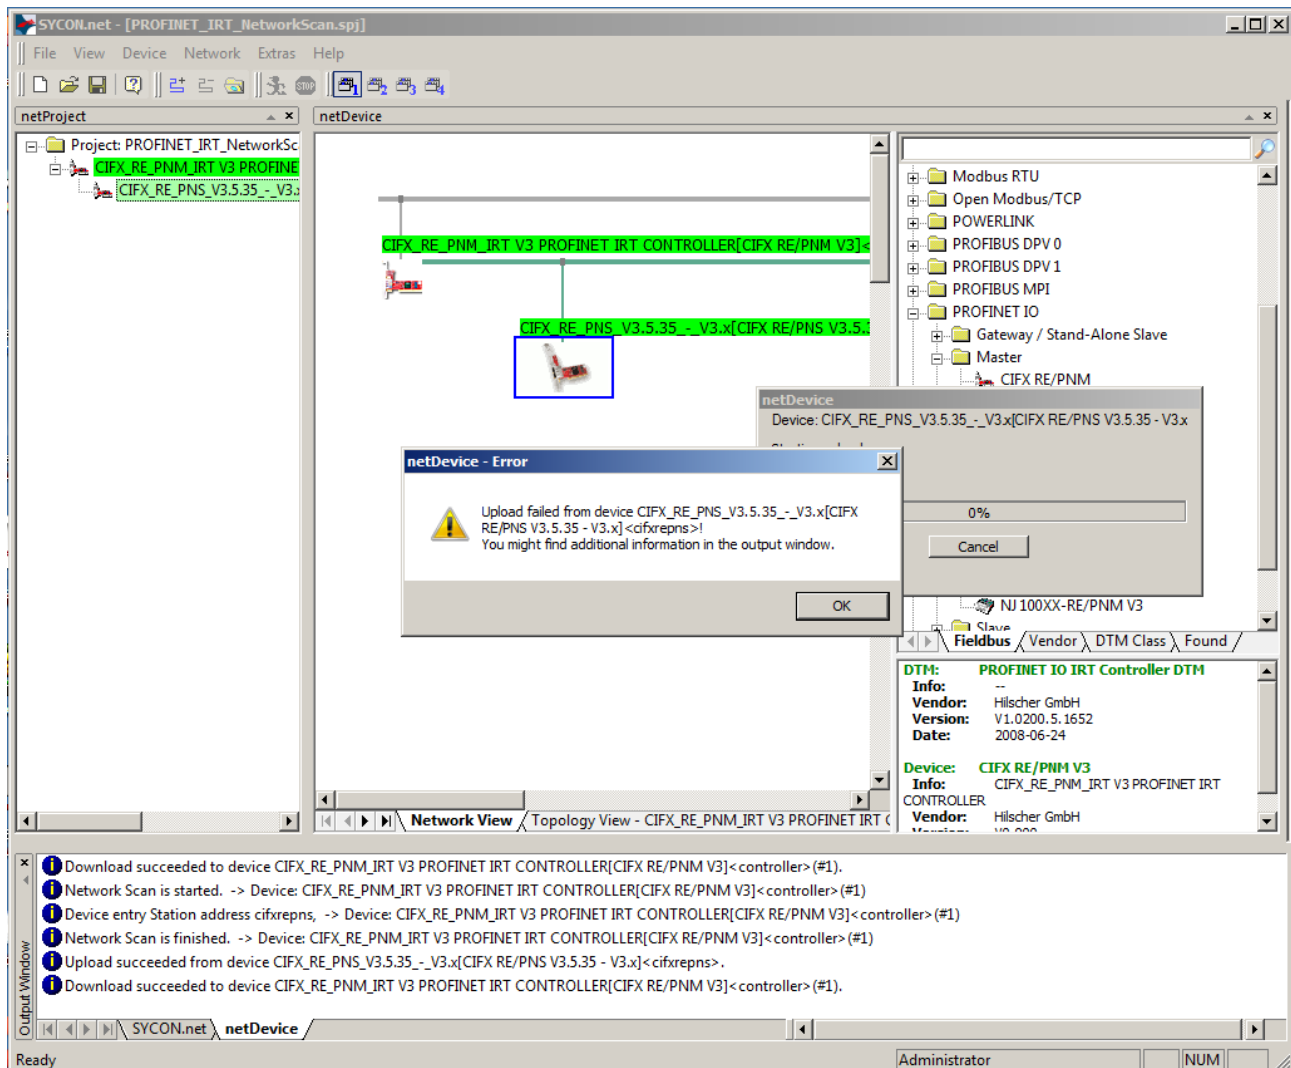 SYCON.net - [PROFINET_IRT_NetworkScan.spj]
File View Device Network Extras Help
netProject
netDevice
Project: PROFINET_IRT_NetworkSc
CIFX_RE_PNM_IRT V3 PROFINE
CIFX_RE_PNS_V3.5.35_-_V3.
CIFX_RE_PNM_IRT V3 PROFINET IRT CONTROLLER[CIFX RE/PNM V3]<
CIFX_RE_PNS_V3.5.35_-_V3.x[CIFX RE/PNS V3.5.
Modbus RTU
Open Modbus/TCP
POWERLINK
PROFIBUS DPV0
PROFIBUS DPV1
PROFIBUS MPI
PROFINET IO
Gateway / Stand-Alone Slave
Master
CIFX RE/PNM
netDevice
Device: CIFX_RE_PNS_V3.5.35_-_V3.x[CIFX RE/PNS V3.5.35 - V3.x
0%
Cancel
netDevice - Error
Upload failed from device CIFX_RE_PNS_V3.5.35_-_V3.x[CIFX
RE/PNS V3.5.35 - V3.x]<cifxrepns>!
You might find additional information in the output window.
OK
NJ 100XX-RE/PNM V3
Slave
Fieldbus Vendor DTM Class Found
DTM: PROFINET IO IRT Controller DTM
Info: --
Vendor: Hilscher GmbH
Version: V1.0200.5.1652
Date: 2008-06-24
Device: CIFX RE/PNM V3
Info: CIFX_RE_PNM_IRT V3 PROFINET IRT
CONTROLLER
Vendor: Hilscher GmbH
Network View Topology View - CIFX_RE_PNM_IRT V3 PROFINET IRT C
Download succeeded to device CIFX_RE_PNM_IRT V3 PROFINET IRT CONTROLLER[CIFX RE/PNM V3]<controller>(#1).
Network Scan is started. -> Device: CIFX_RE_PNM_IRT V3 PROFINET IRT CONTROLLER[CIFX RE/PNM V3]<controller>(#1)
Device entry Station address cifxrepns, -> Device: CIFX_RE_PNM_IRT V3 PROFINET IRT CONTROLLER[CIFX RE/PNM V3]<controller>(#1)
Network Scan is finished. -> Device: CIFX_RE_PNM_IRT V3 PROFINET IRT CONTROLLER[CIFX RE/PNM V3]<controller>(#1)
Upload succeeded from device CIFX_RE_PNS_V3.5.35_-_V3.x[CIFX RE/PNS V3.5.35 - V3.x]<cifxrepns>.
Download succeeded to device CIFX_RE_PNM_IRT V3 PROFINET IRT CONTROLLER[CIFX RE/PNM V3]<controller>(#1).
Output Window
SYCON.net netDevice
Ready
Administrator
NUM